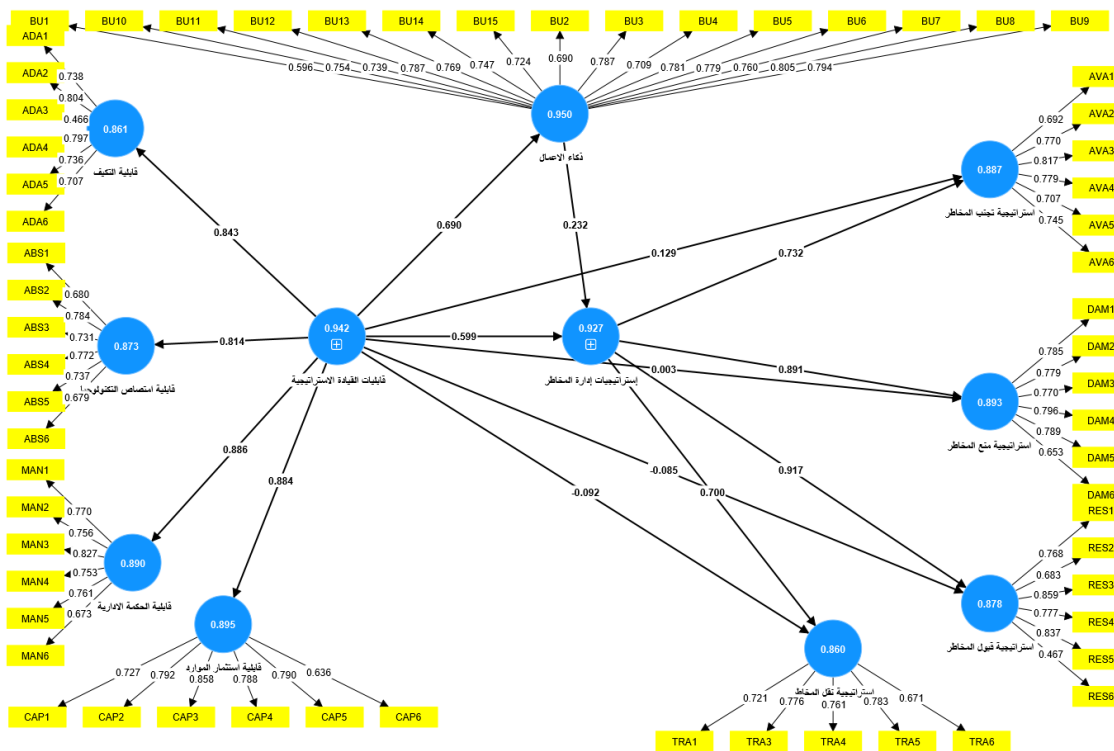 BU1 BU10 BU11 BU12 BU13 BU14 BU15 BU2 BU3 BU4 BU5 BU6 BU7 BU8 BU9
0.596 0.754 0.739 0.787 0.769 0.747 0.724 0.690 0.787 0.709 0.781 0.779 0.760 0.805 0.794
0.950
ذكاء الاعمال
ADA1
ADA2
ADA3
ADA4
ADA5
ADA6
0.738
0.804
0.466
0.797
0.736
0.707
0.861
قابلية التكيف
ABS1
ABS2
ABS3
ABS4
ABS5
ABS6
0.680
0.784
0.731
0.772
0.737
0.679
0.873
قابلية امتصاص التكنولوجيا
MAN1
MAN2
MAN3
MAN4
MAN5
MAN6
0.770
0.756
0.827
0.753
0.761
0.673
0.890
قابلية الحكمة الادارية
0.895
قابلية استثمار الموارد
0.727 0.792 0.858 0.788 0.790 0.636
CAP1 CAP2 CAP3 CAP4 CAP5 CAP6
0.843
0.814
0.886
0.884
0.690
0.232
0.942
قابليات القيادة الاستراتيجية
0.599
0.927
إستراتيجيات إدارة المخاطر
0.129
0.732
0.003
0.891
-0.085
0.917
-0.092
0.700
0.887
استراتيجية تجنب المخاطر
0.692
0.770
0.817
0.779
0.707
0.745
AVA1
AVA2
AVA3
AVA4
AVA5
AVA6
0.893
استراتيجية منع المخاطر
0.785
0.779
0.770
0.796
0.789
0.653
DAM1
DAM2
DAM3
DAM4
DAM5
DAM6
0.878
استراتيجية قبول المخاطر
0.768
0.683
0.859
0.777
0.837
0.467
RES1
RES2
RES3
RES4
RES5
RES6
0.860
استراتيجية نقل المخاط
0.721 0.776 0.761 0.783 0.671
TRA1 TRA3 TRA4 TRA5 TRA6